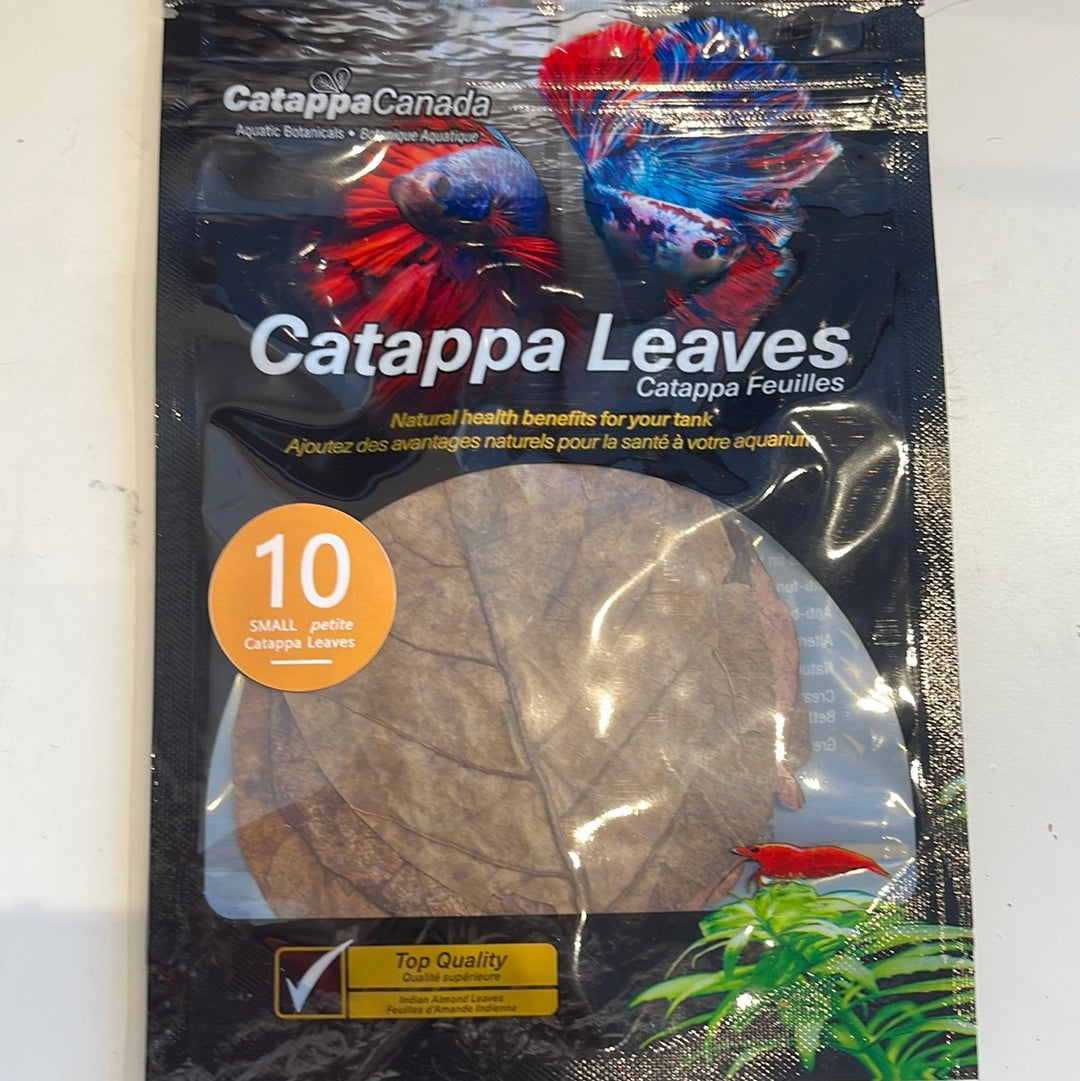 CatappaCanada
Aquatic Botanicals • Botanique Aquatique
Catappa Leaves
Catappa Feuilles
Natural health benefits for your tank
Ajoutez des avantages naturels pour la santé à votre aquarium
10
SMALL petite
Catappa Leaves
Top Quality
Qualité supérieure
Indian Almond Leaves
Feuilles d'Amande Indienne